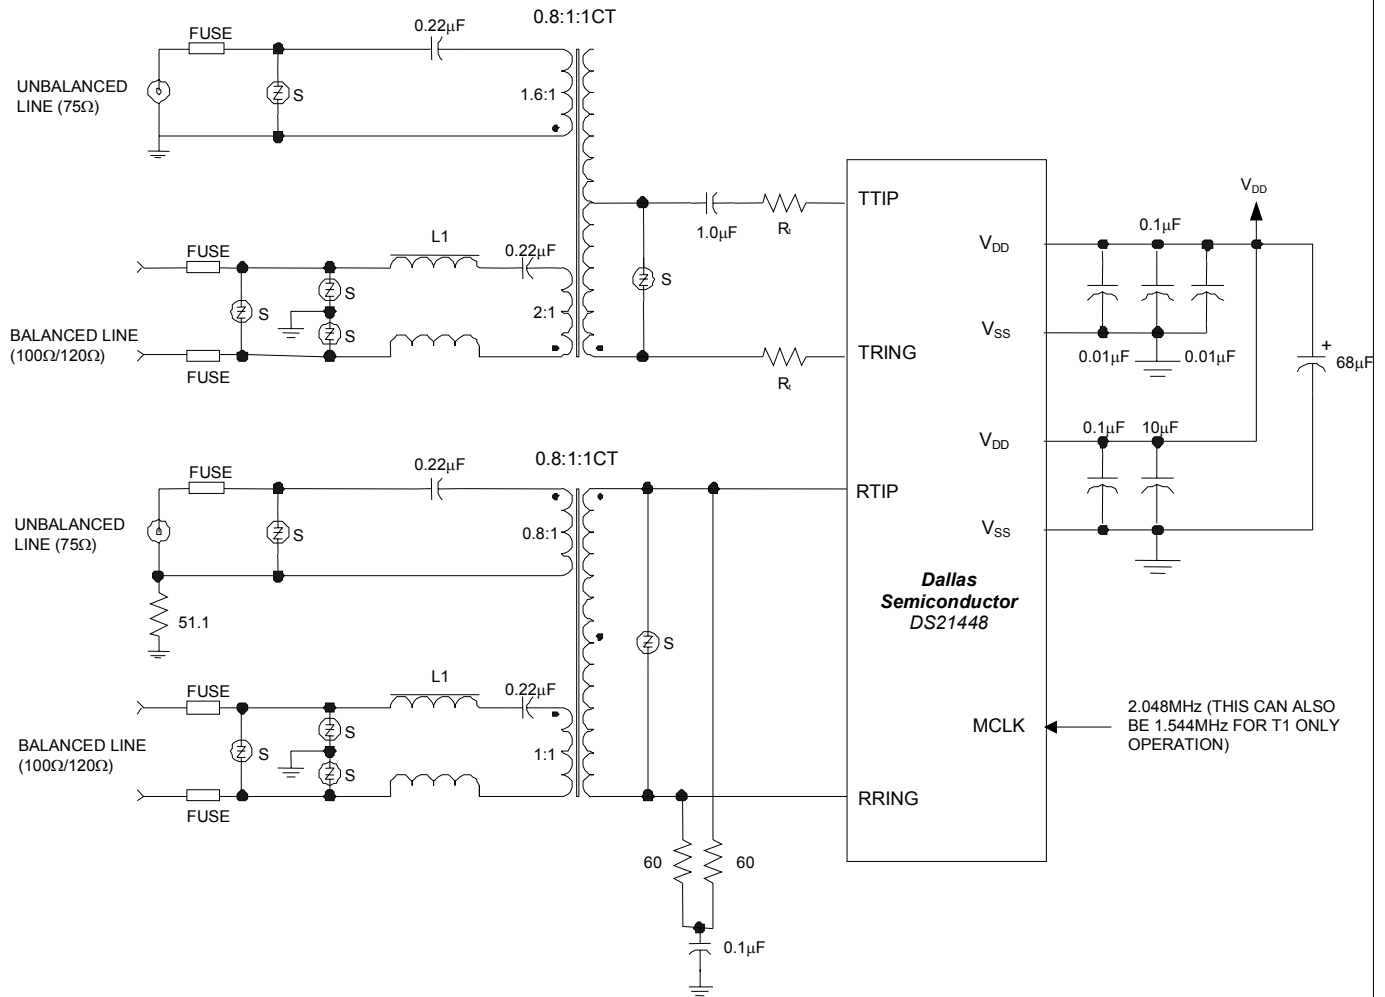 0.8:1:1CT
FUSE
0.22µF
UNBALANCED
LINE (75Ω)
S
1.6:1
TTIP
1.0µF
Rt
VDD
0.1µF
VDD
FUSE
L1
0.22µF
S
S
S
S
2:1
BALANCED LINE
(100Ω/120Ω)
FUSE
TRING
Rt
VSS
0.01µF
0.01µF
+
68µF
VDD
0.1µF
10µF
0.8:1:1CT
FUSE
0.22µF
RTIP
UNBALANCED
LINE (75Ω)
S
0.8:1
VSS
Dallas
Semiconductor
DS21448
51.1
S
FUSE
L1
0.22µF
S
S
S
1:1
BALANCED LINE
(100Ω/120Ω)
FUSE
MCLK
2.048MHz (THIS CAN ALSO
BE 1.544MHz FOR T1 ONLY
OPERATION)
RRING
60
60
0.1µF